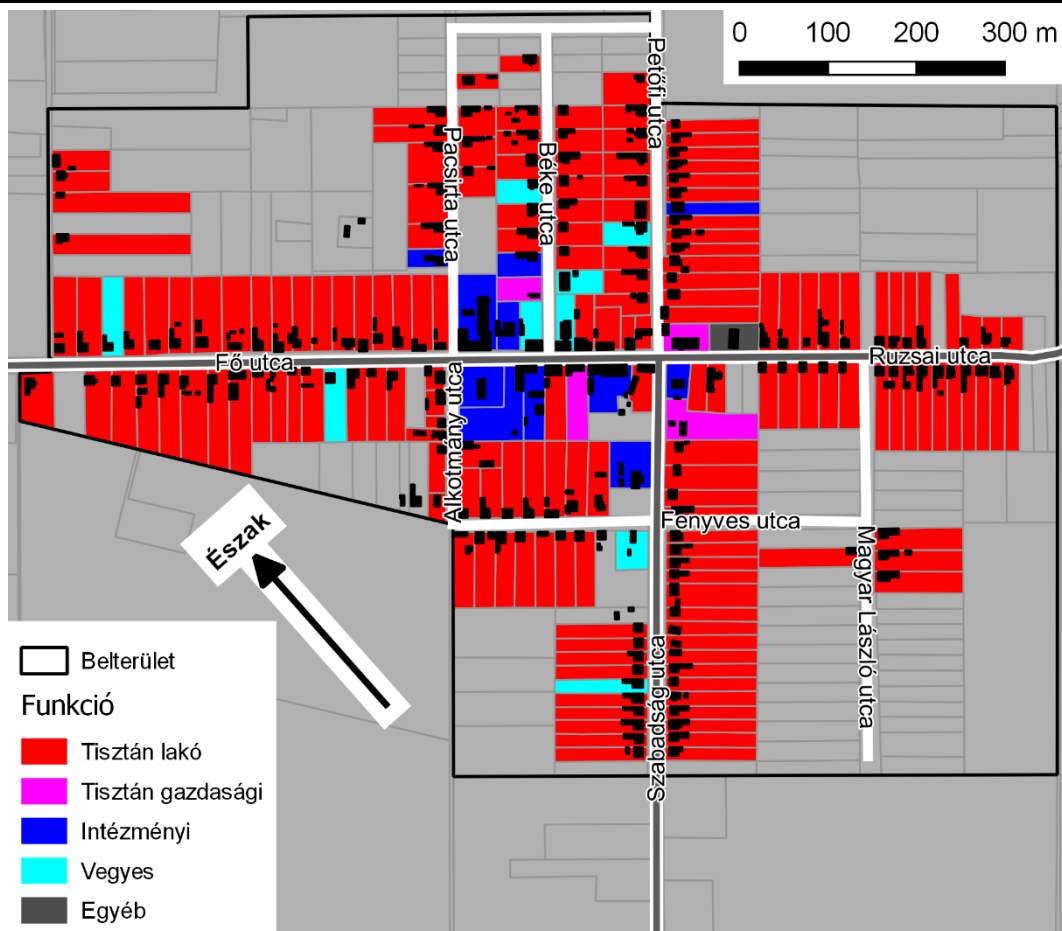 0 100 200 300 m
Petőfi utca
Pacsirta utca
Béke utca
Fő utca
Ruzsai utca
Alkotmány utca
Fenyves utca
Észak
Magyar László utca
Szabadság utca
Belterület
Funkció
Tisztán lakó
Tisztán gazdasági
Intézményi
Vegyes
Egyéb